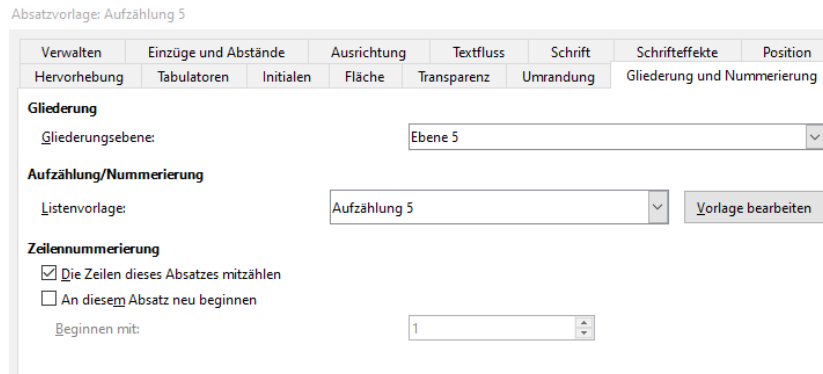 Absatzvorlage: Aufzählung 5
Verwalten Einzüge und Abstände Ausrichtung Textfluss Schrift Schrifteffekte Position
Hervorhebung Tabulatoren Initialen Fläche Transparenz Umrandung Gliederung und Nummerierung
Gliederung
Gliederungsebene: Ebene 5
Aufzählung/Nummerierung
Listenvorlage: Aufzählung 5 Vorlage bearbeiten
Zeilennummerierung
Die Zeilen dieses Absatzes mitzählen
An diesem Absatz neu beginnen
Beginnen mit: 1